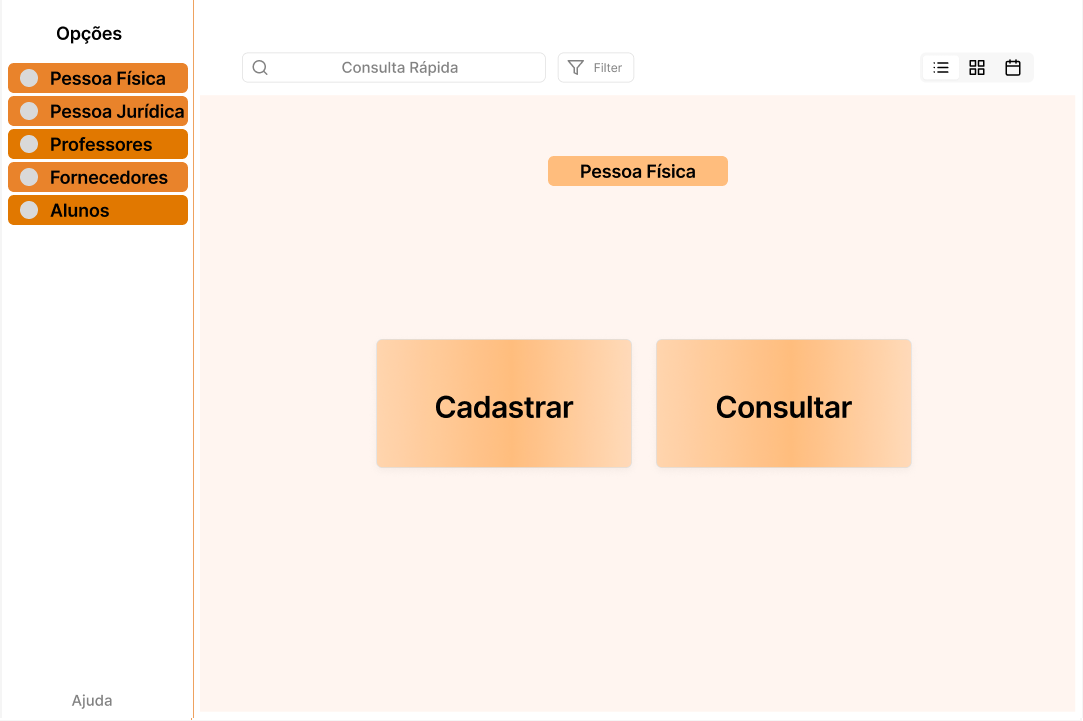 Opções
Pessoa Física
Pessoa Jurídica
Professores
Fornecedores
Alunos
Ajuda
Consulta Rápida
Filter
Pessoa Física
Cadastrar
Consultar